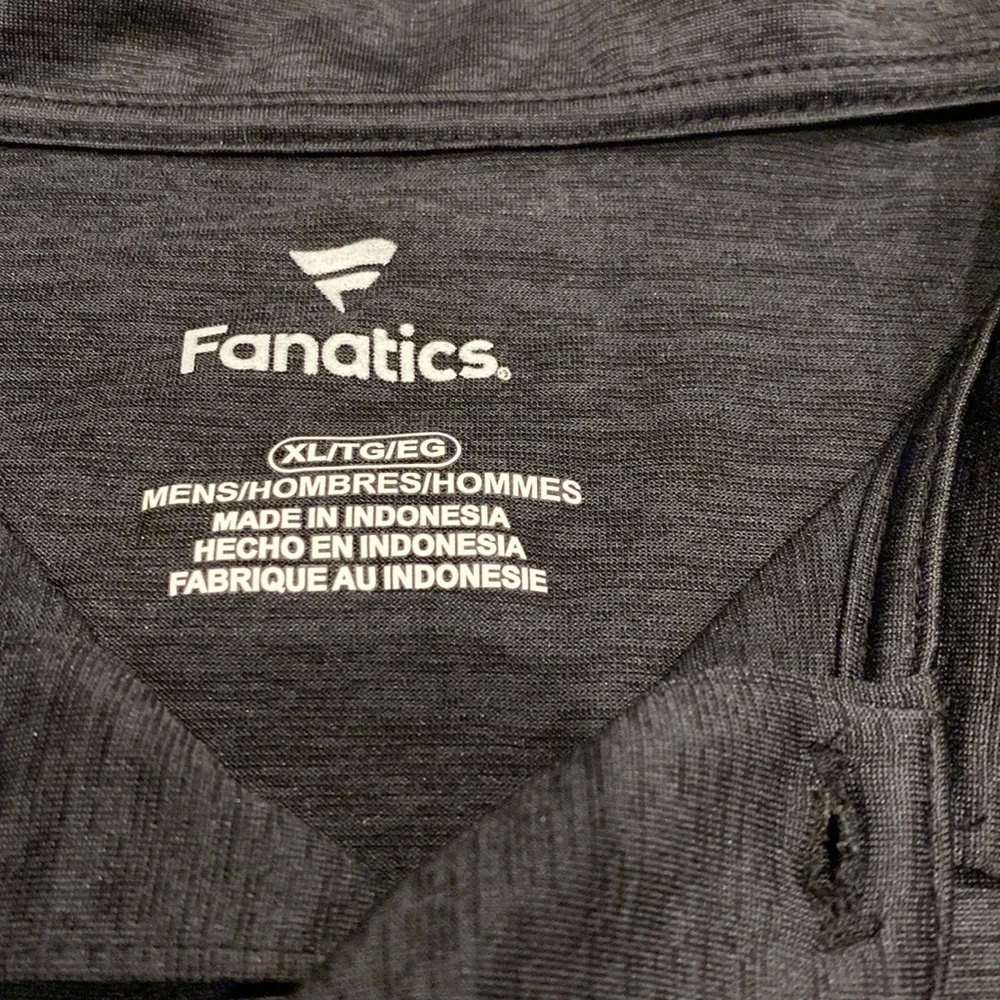 Fanatics®
XL/TG/EG
MENS/HOMBRES/HOMMES
MADE IN INDONESIA
HECHO EN INDONESIA
FABRIQUE AU INDONESIE